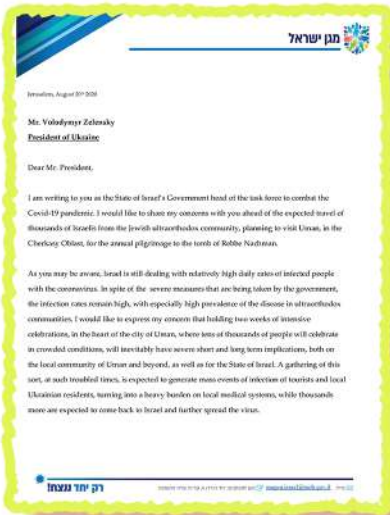 מגן ישראל
Jerusalem, August 20th 2020
Mr. Volodymyr Zelensky
President of Ukraine
Dear Mr. President,
I am writing to you as the State of Israel's Government head of the task force to combat the
Covid-19 pandemic. I would like to share my concerns with you ahead of the expected travel of
thousands of Israelis from the Jewish ultraorthodox community, planning to visit Uman, in the
Cherkasy Oblast, for the annual pilgrimage to the tomb of Rebbe Nachman.
As you may be aware, Israel is still dealing with relatively high daily rates of infected people
with the coronavirus. In spite of the severe measures that are being taken by the government,
the infection rates remain high, with especially high prevalence of the disease in ultraorthodox
communities. I would like to express my concern that holding two weeks of intensive
celebrations, in the heart of the city of Uman, where tens of thousands of people will celebrate
in crowded conditions, will inevitably have severe short and long term implications, both on
the local community of Uman and beyond, as well as for the State of Israel. A gathering of this
sort, at such troubled times, is expected to generate mass events of infection of tourists and local
Ukrainian residents, turning into a heavy burden on local medical systems, while thousands
more are expected to come back to Israel and further spread the virus.
רק יחד ננצח!